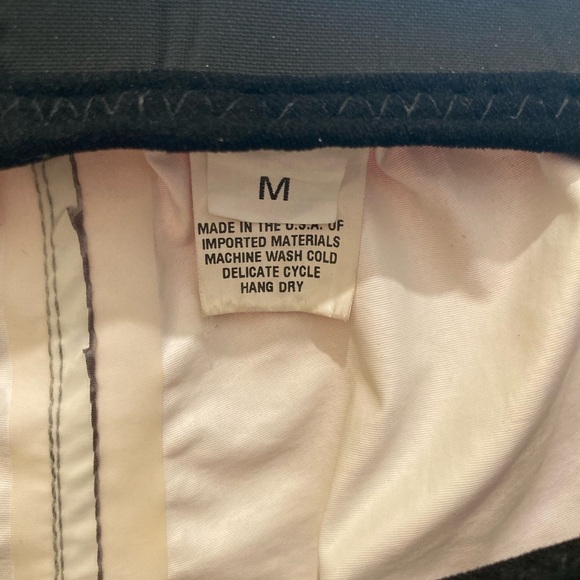 M
MADE IN THE U.S.A. OF
IMPORTED MATERIALS
MACHINE WASH COLD
DELICATE CYCLE
HANG DRY